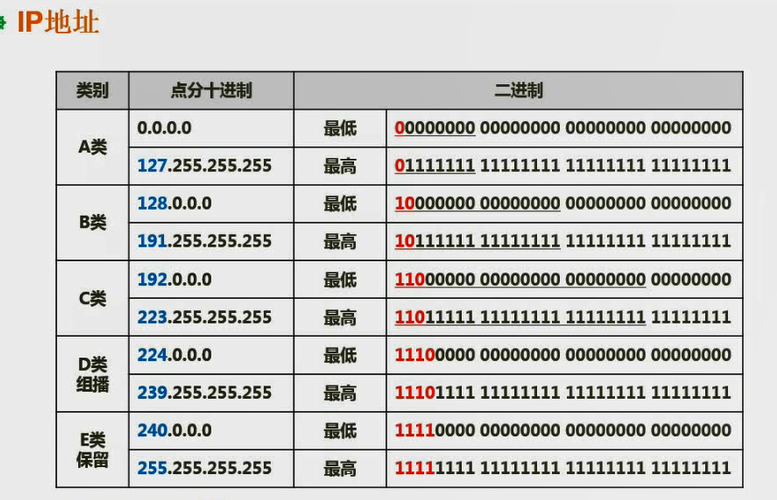 IP地址
类别 点分十进制 二进制
A类 0.0.0.0 最低 00000000 00000000 00000000 00000000
127.255.255.255 最高 01111111 11111111 11111111 11111111
B类 128.0.0.0 最低 10000000 00000000 00000000 00000000
191.255.255.255 最高 10111111 11111111 11111111 11111111
C类 192.0.0.0 最低 11000000 00000000 00000000 00000000
223.255.255.255 最高 11011111 11111111 11111111 11111111
D类
组播 224.0.0.0 最低 11100000 00000000 00000000 00000000
239.255.255.255 最高 11101111 11111111 11111111 11111111
E类
保留 240.0.0.0 最低 11110000 00000000 00000000 00000000
255.255.255.255 最高 11111111 11111111 11111111 11111111